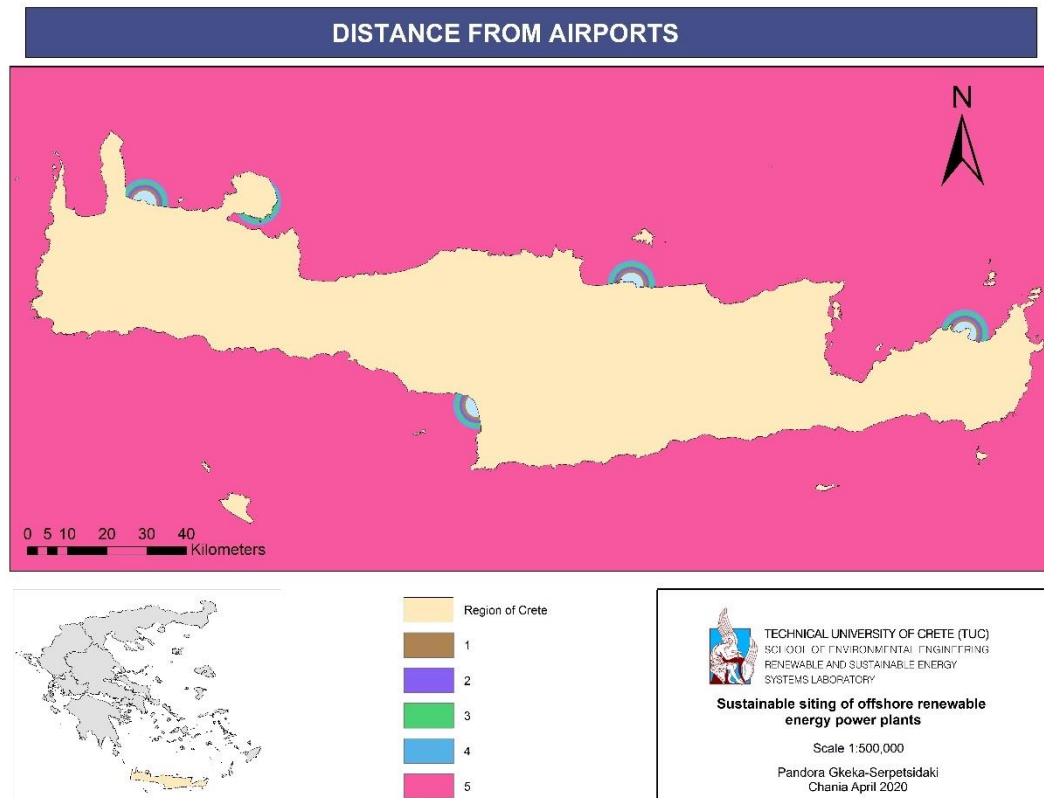 DISTANCE FROM AIRPORTS
N
0 5 10 20 30 40
Kilometers
Region of Crete
1
2
3
4
5
TECHNICAL UNIVERSITY OF CRETE (TUC)
SCHOOL OF ENVIRONMENTAL ENGINEERING
RENEWABLE AND SUSTAINABLE ENERGY
SYSTEMS LABORATORY
Sustainable siting of offshore renewable
energy power plants
Scale 1:500,000
Pandora Gkeka-Serpetsidaki
Chania April 2020